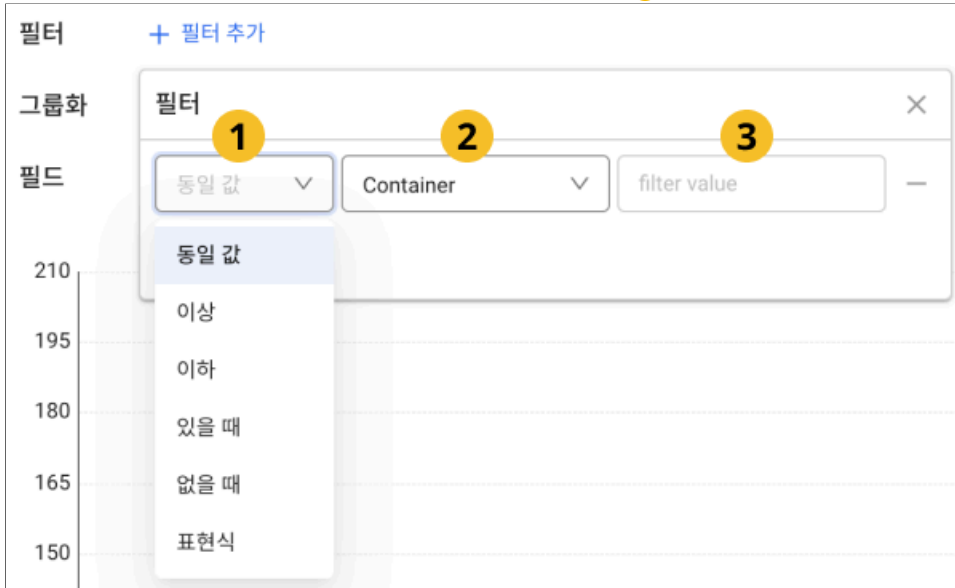 필터 + 필터 추가
그룹화 필터 ×
1 2 3
필드 동일 값 Container filter value −
동일 값
210
이상
195
이하
180
있을 때
165
없을 때
표현식
150